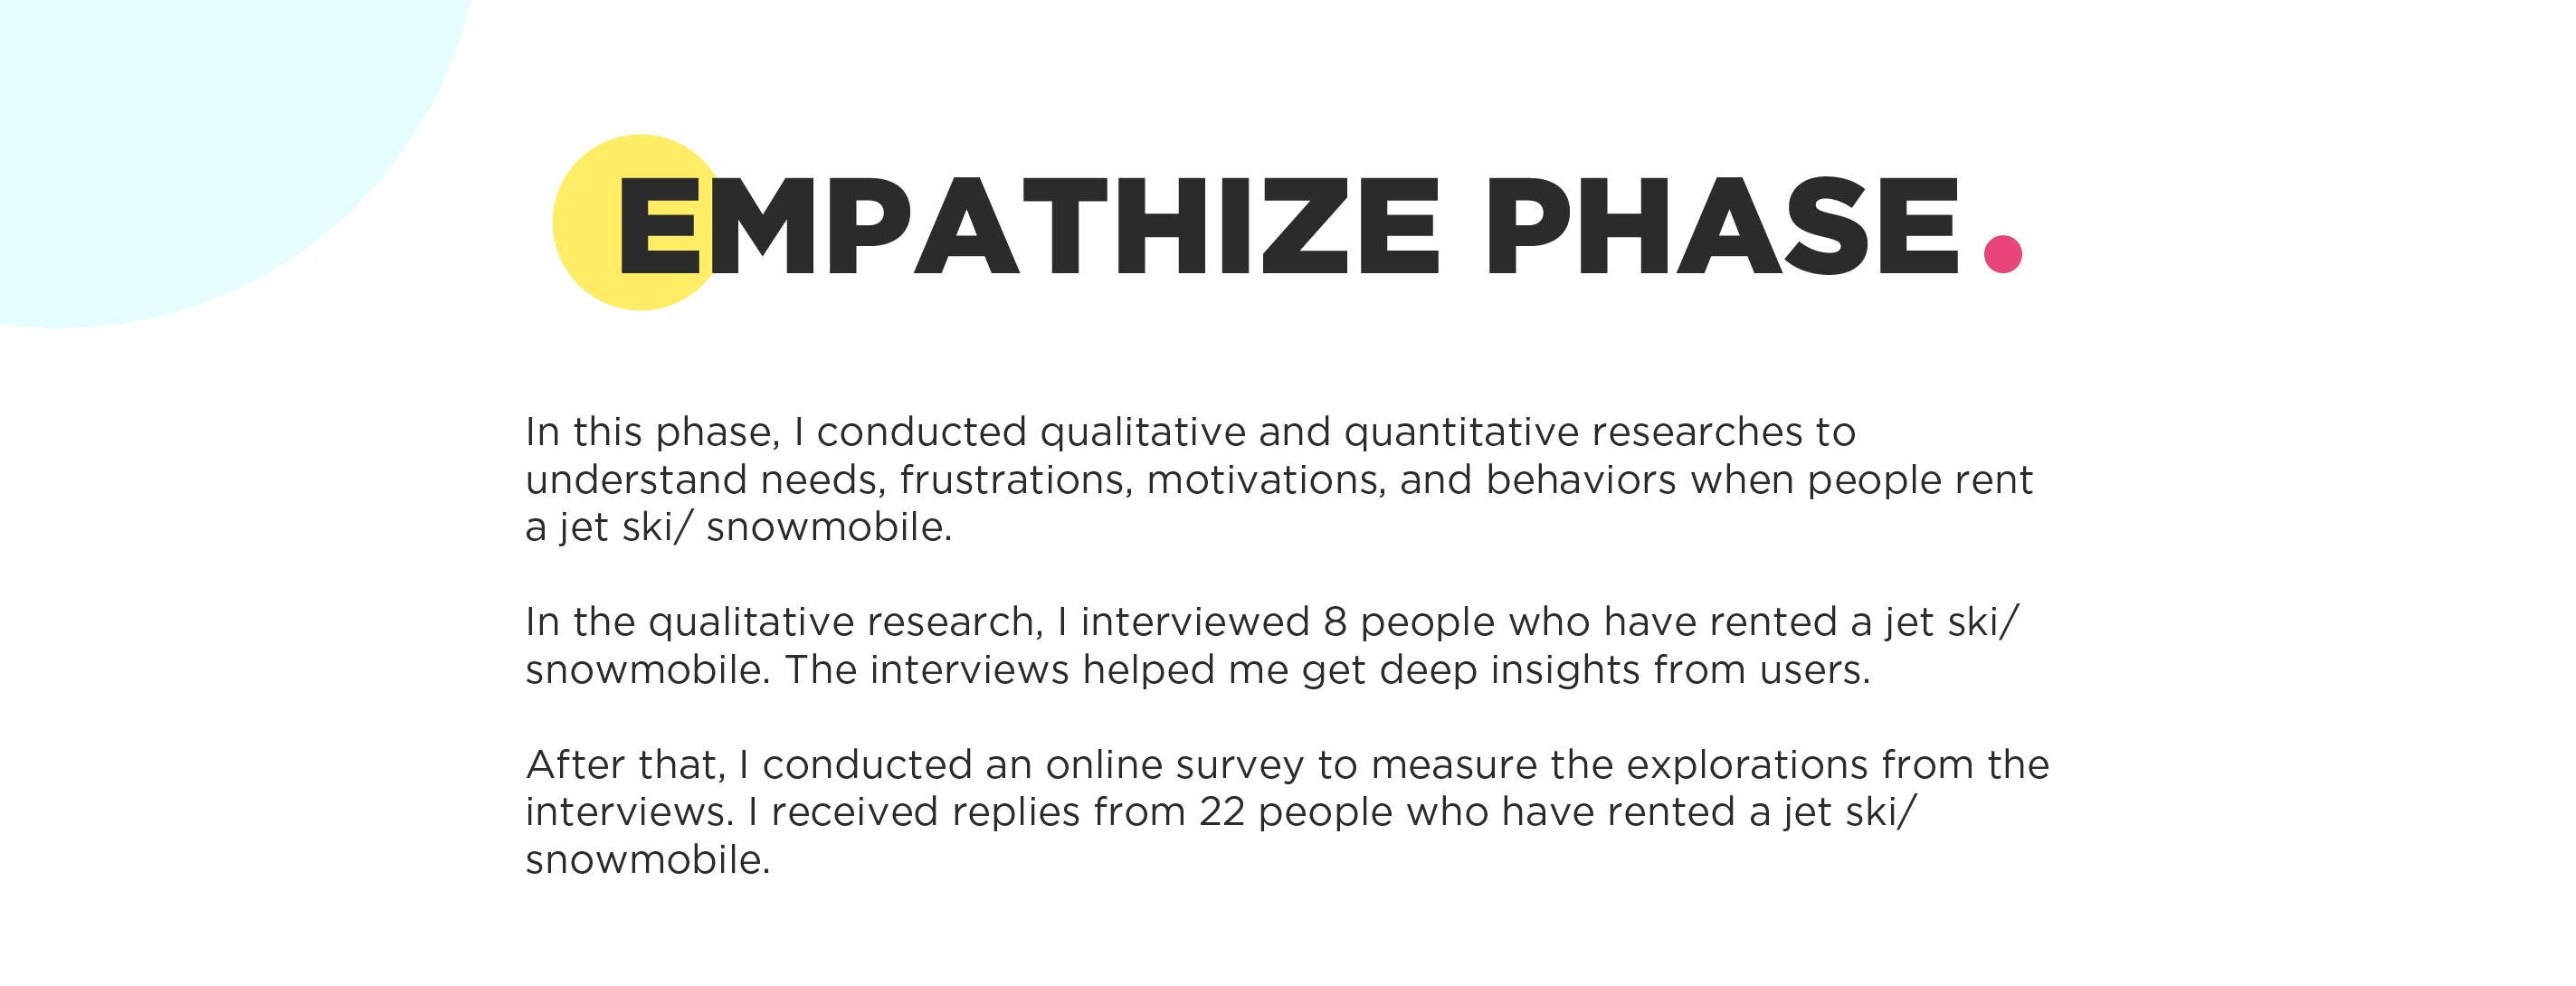 EMPATHIZE PHASE.
In this phase, I conducted qualitative and quantitative researches to
understand needs, frustrations, motivations, and behaviors when people rent
a jet ski/ snowmobile.
In the qualitative research, I interviewed 8 people who have rented a jet ski/
snowmobile. The interviews helped me get deep insights from users.
After that, I conducted an online survey to measure the explorations from the
interviews. I received replies from 22 people who have rented a jet ski/
snowmobile.